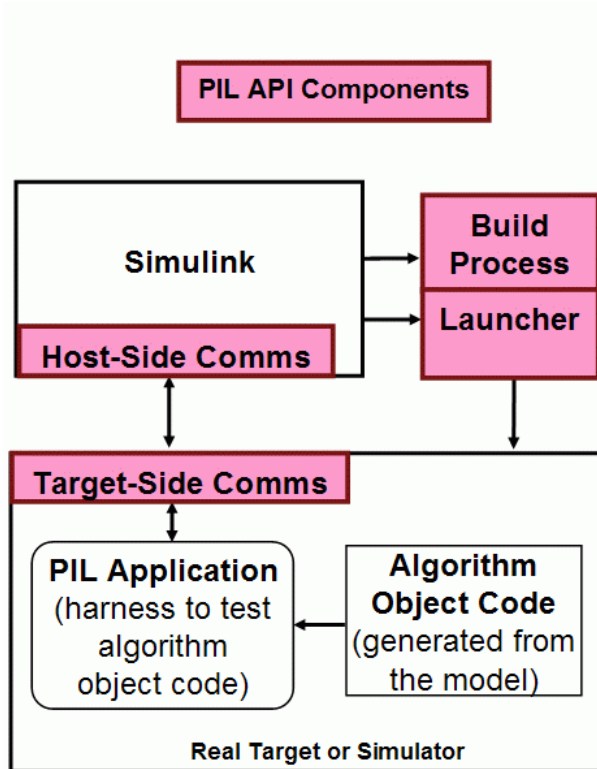 PIL API Components
Simulink
Build
Process
Launcher
Host-Side Comms
Target-Side Comms
PIL Application
(harness to test
algorithm
object code)
Algorithm
Object Code
(generated from
the model)
Real Target or Simulator